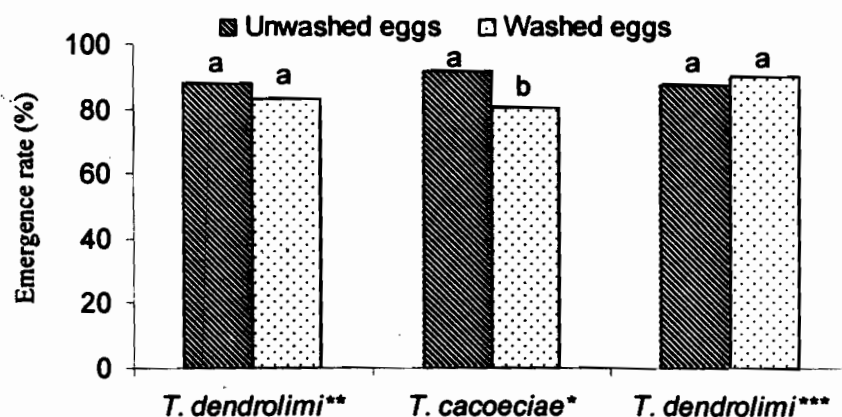 Unwashed eggs Washed eggs
100
80
60
40
20
0
Emergence rate (%)
a a a b a a
T. dendrolimi** T. cacoeciae* T. dendrolimi***